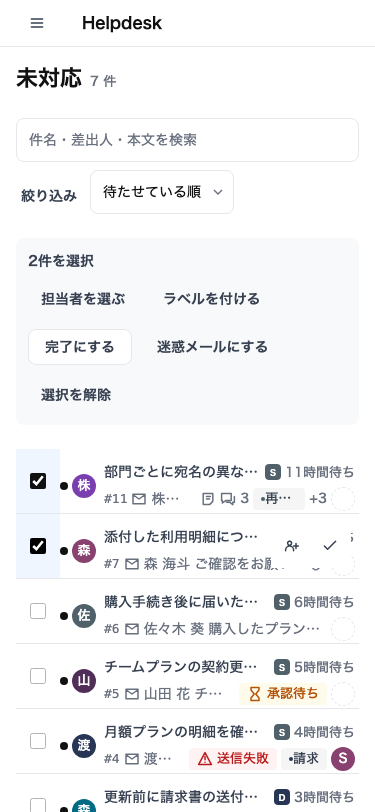 Helpdesk
未対応 7 件
件名・差出人・本文を検索
絞り込み 待たせている順
2件を選択
担当者を選ぶ ラベルを付ける
完了にする 迷惑メールにする
選択を解除
株 部門ごとに宛名の異な… S 11時間待ち
#11 株… 3 •再… +3
森 添付した利用明細につ…
#7 森 海斗 ご確認をお願
佐 購入手続き後に届いた… S 6時間待ち
#6 佐々木 葵 購入したプラン…
山 チームプランの契約更… S 5時間待ち
#5 山田 花 チ… 承認待ち
渡 月額プランの明細を確… S 4時間待ち
#4 渡… 送信失敗 •請求 S
更新前に請求書の送付… D 3時間待ち